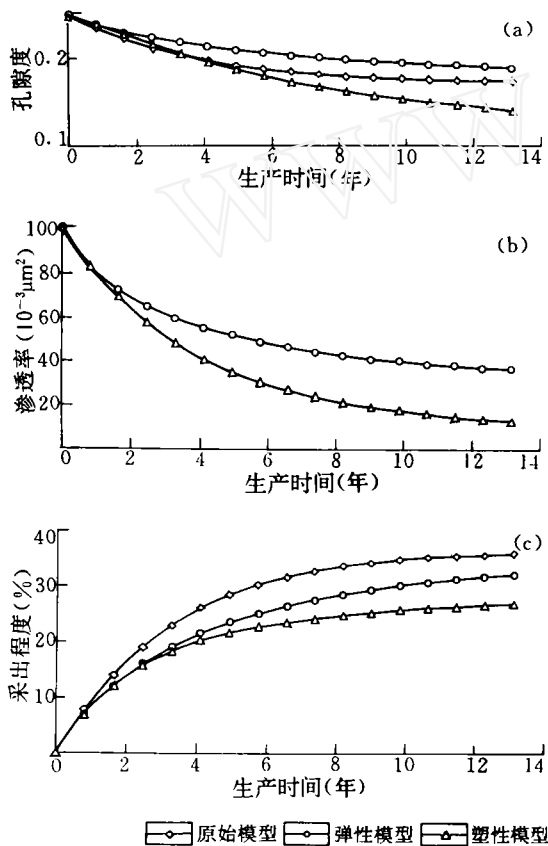 (a)
孔隙度
0.2
0.1
0 2 4 6 8 10 12 14
生产时间(年)
WWW
(b)
渗透率(10⁻³μm²)
100
80
60
40
20
0 2 4 6 8 10 12 14
生产时间(年)
(c)
采出程度(%)
40
30
20
10
0 2 4 6 8 10 12 14
生产时间(年)
原始模型 弹性模型 塑性模型